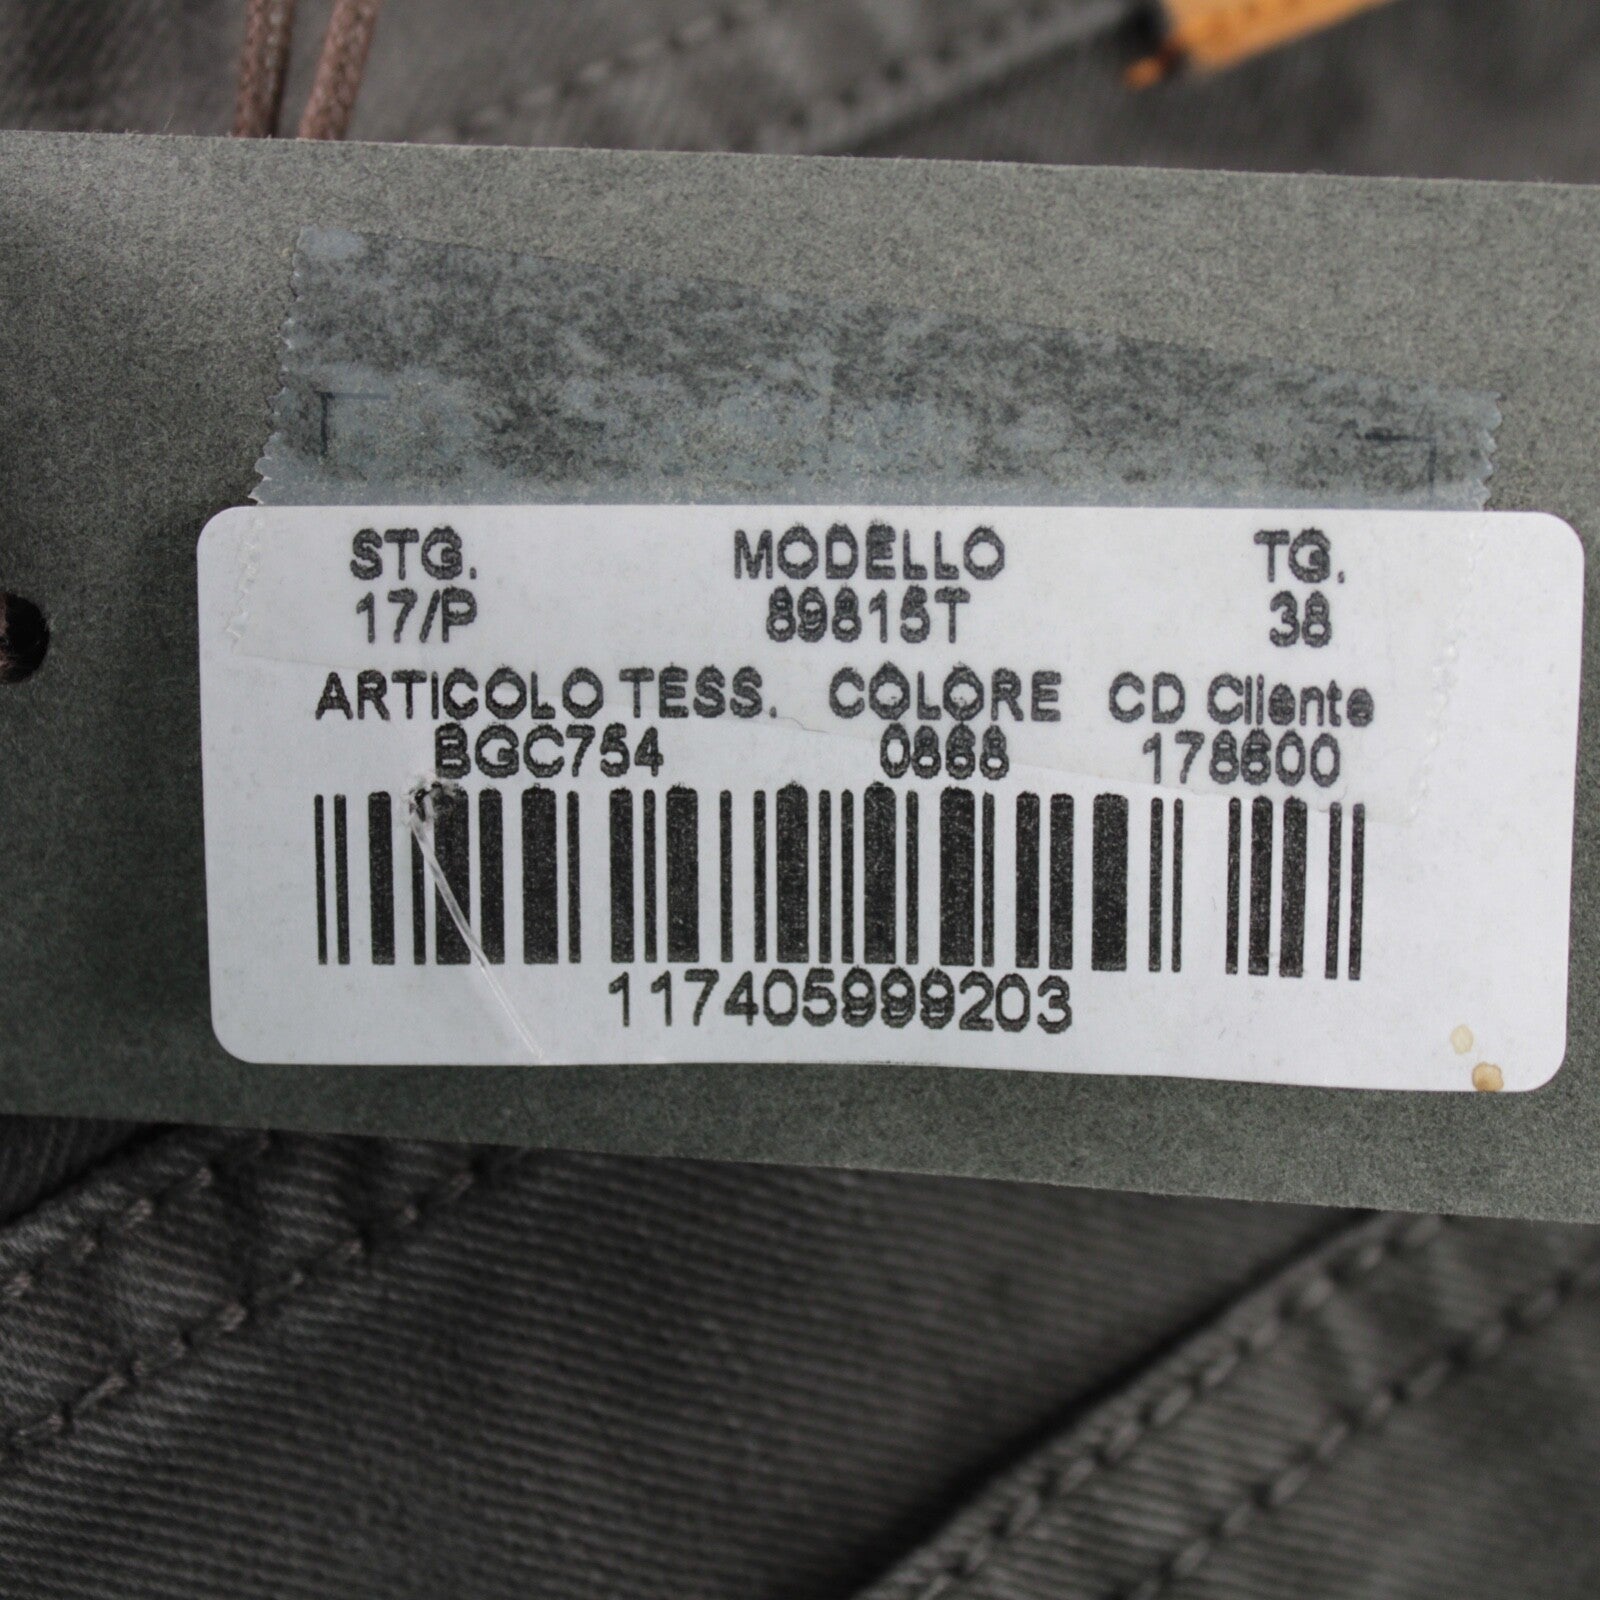 STG. MODELLO TG.
17/P 89815T 38
ARTICOLO TESS. COLORE CD Cliente
BGC754 0868 178600
117405999203